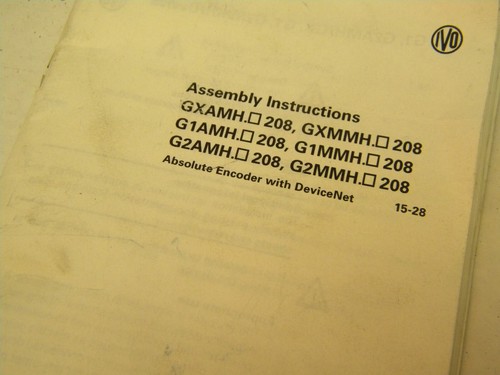 IVO
Assembly Instructions
GXAMH.□ 208, GXMMH.□ 208
G1AMH.□ 208, G1MMH.□ 208
G2AMH.□ 208, G2MMH.□ 208
Absolute Encoder with DeviceNet 15-28